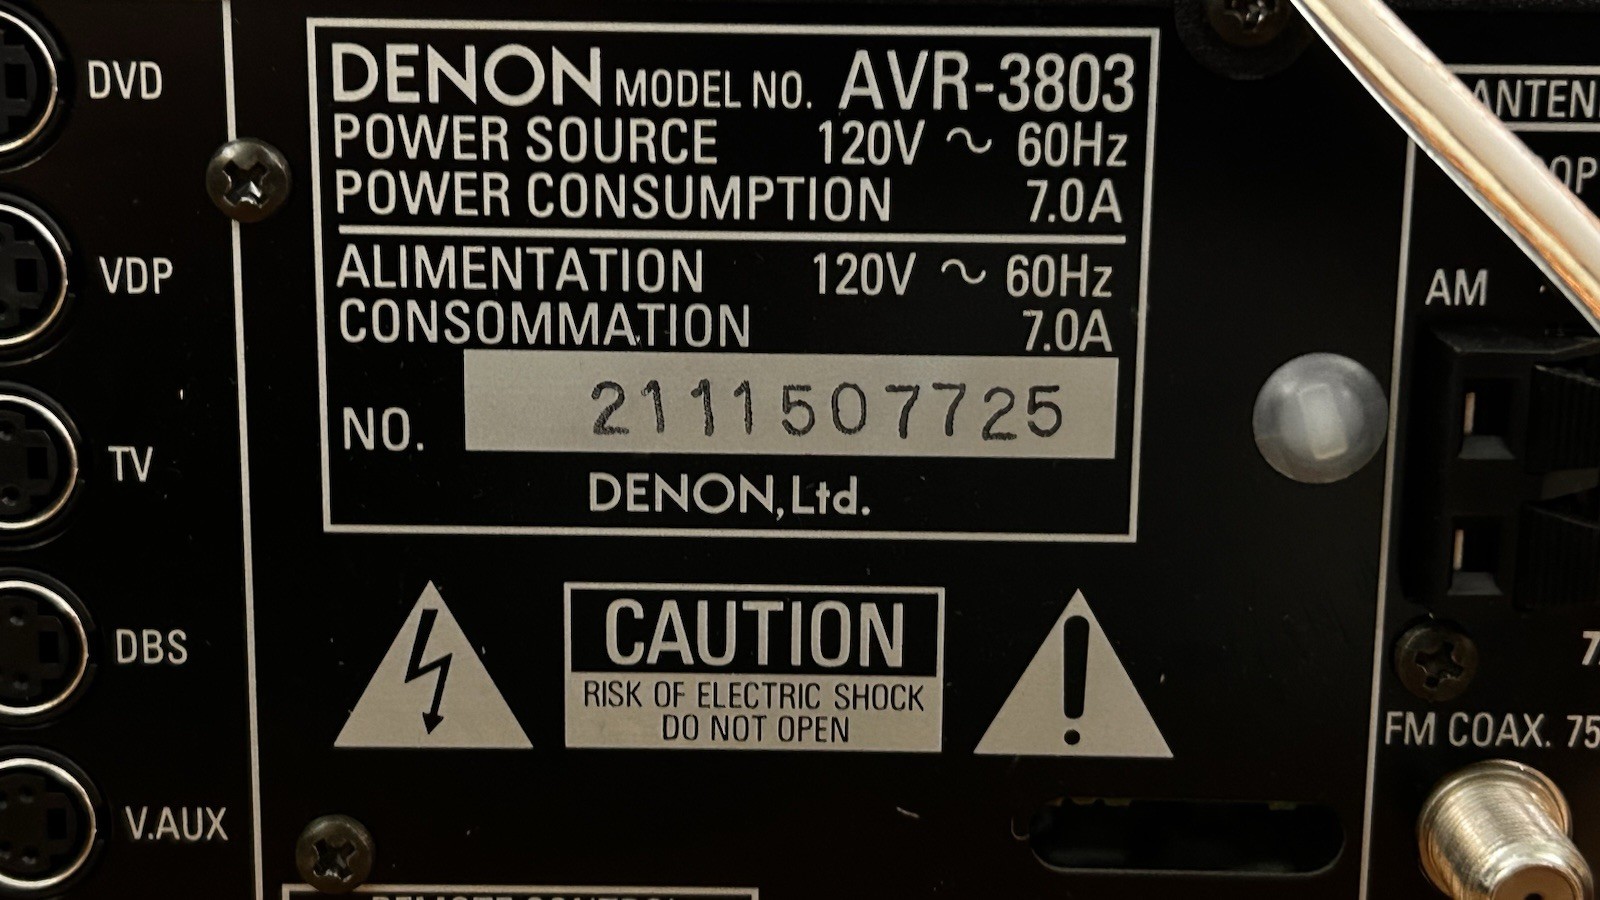 DENON MODEL NO. AVR-3803
POWER SOURCE 120V ~ 60Hz
POWER CONSUMPTION 7.0A
ALIMENTATION 120V ~ 60Hz
CONSOMMATION 7.0A
NO. 2111507725
DENON, Ltd.
CAUTION
RISK OF ELECTRIC SHOCK
DO NOT OPEN
DVD
VDP
TV
DBS
V.AUX
AM
FM COAX. 75